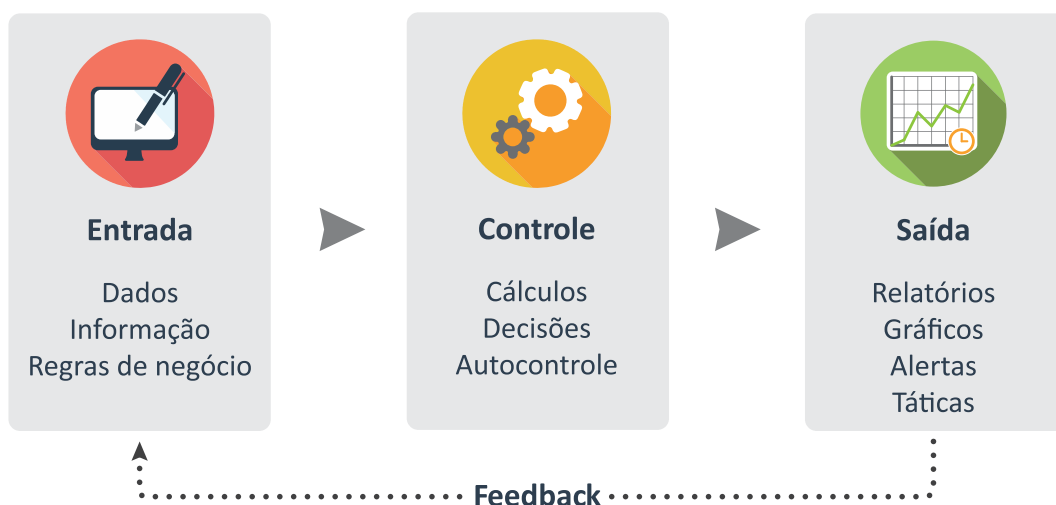 Entrada
Dados
Informação
Regras de negócio
Controle
Cálculos
Decisões
Autocontrole
Saída
Relatórios
Gráficos
Alertas
Táticas
Feedback